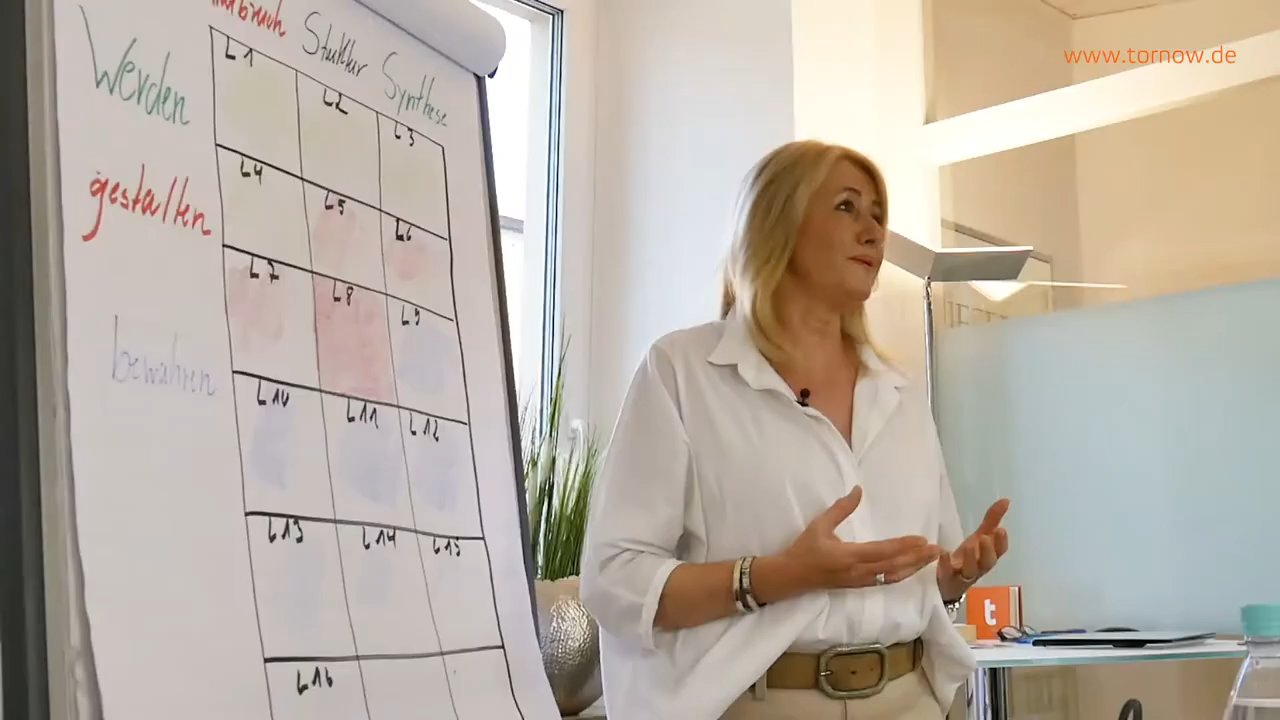 www.tornow.de
Struktur
Synthese
Werden
gestalten
bewahren
L1
L2
L3
L4
L5
L6
L7
L8
L9
L10
L11
L12
L13
L14
L15
L16
t